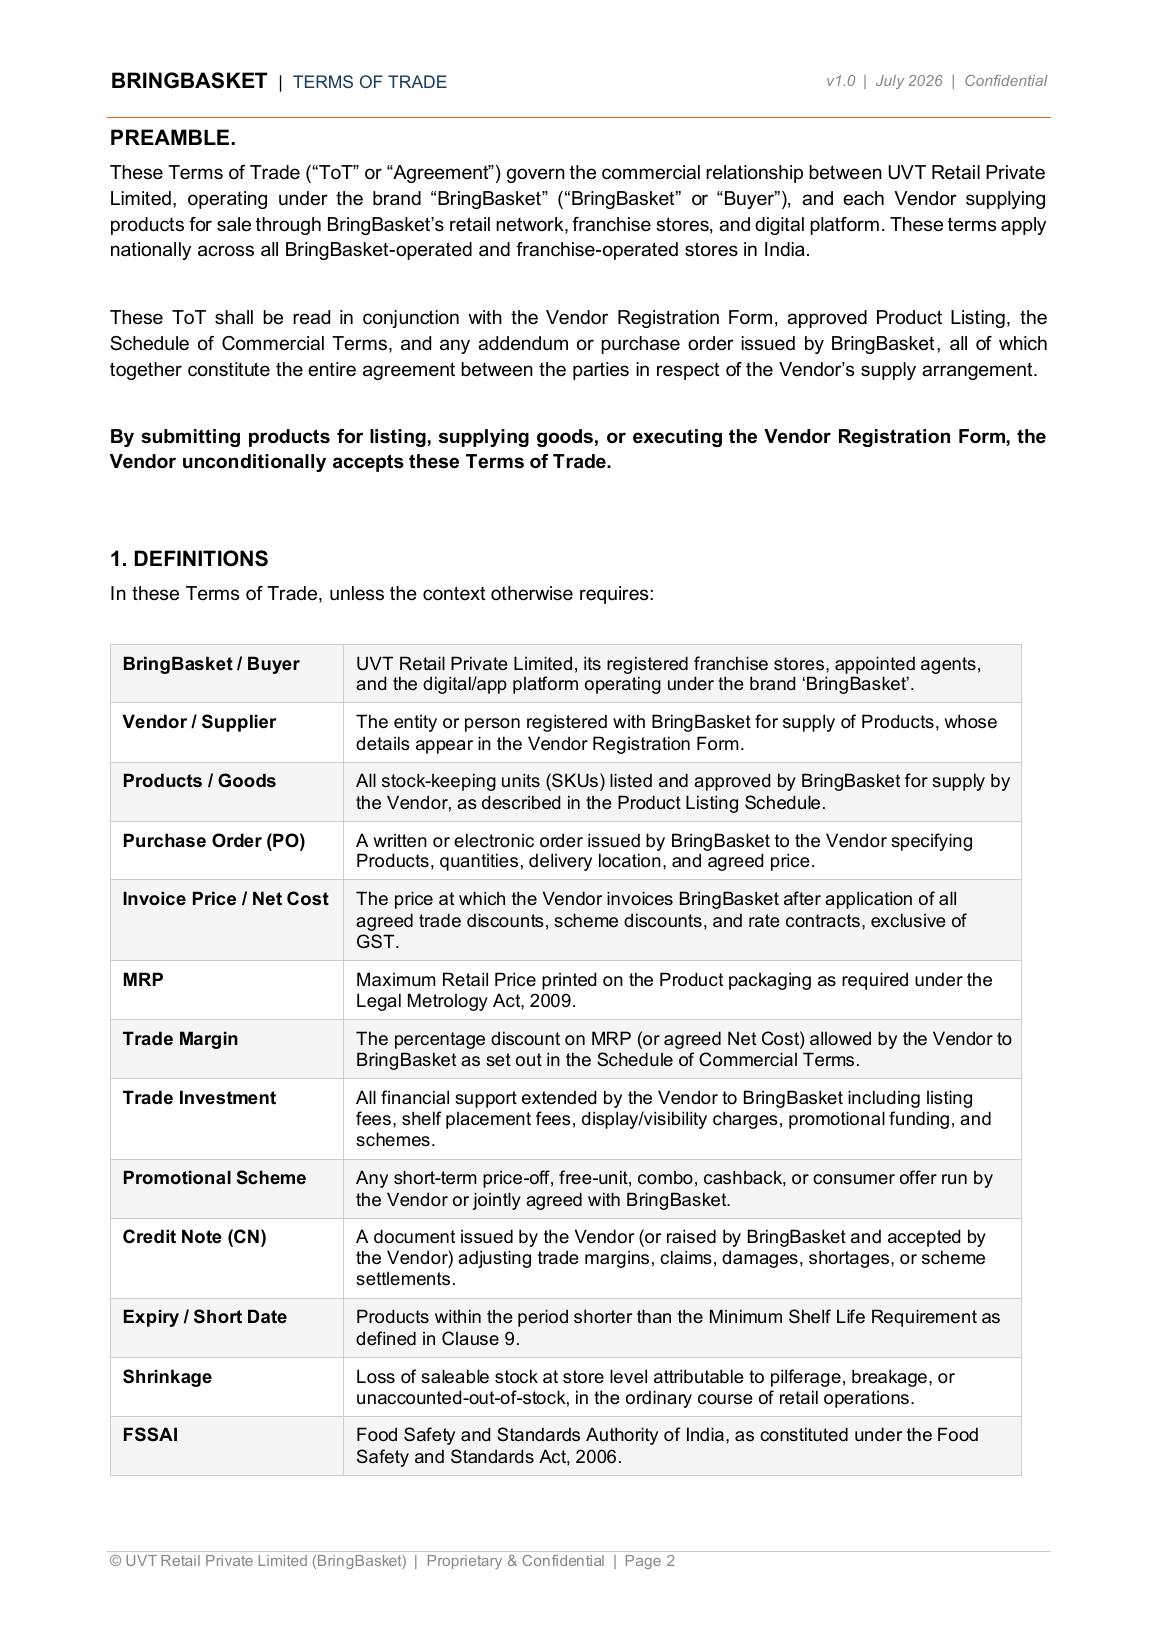 BRINGBASKET | TERMS OF TRADE
v1.0 | July 2026 | Confidential
PREAMBLE.
These Terms of Trade (“ToT” or “Agreement”) govern the commercial relationship between UVT Retail Private
Limited, operating under the brand “BringBasket” (“BringBasket” or “Buyer”), and each Vendor supplying
products for sale through BringBasket’s retail network, franchise stores, and digital platform. These terms apply
nationally across all BringBasket-operated and franchise-operated stores in India.
These ToT shall be read in conjunction with the Vendor Registration Form, approved Product Listing, the
Schedule of Commercial Terms, and any addendum or purchase order issued by BringBasket, all of which
together constitute the entire agreement between the parties in respect of the Vendor’s supply arrangement.
By submitting products for listing, supplying goods, or executing the Vendor Registration Form, the
Vendor unconditionally accepts these Terms of Trade.
1. DEFINITIONS
In these Terms of Trade, unless the context otherwise requires:
BringBasket / Buyer
UVT Retail Private Limited, its registered franchise stores, appointed agents,
and the digital/app platform operating under the brand ‘BringBasket’.
Vendor / Supplier
The entity or person registered with BringBasket for supply of Products, whose
details appear in the Vendor Registration Form.
Products / Goods
All stock-keeping units (SKUs) listed and approved by BringBasket for supply by
the Vendor, as described in the Product Listing Schedule.
Purchase Order (PO)
A written or electronic order issued by BringBasket to the Vendor specifying
Products, quantities, delivery location, and agreed price.
Invoice Price / Net Cost
The price at which the Vendor invoices BringBasket after application of all
agreed trade discounts, scheme discounts, and rate contracts, exclusive of
GST.
MRP
Maximum Retail Price printed on the Product packaging as required under the
Legal Metrology Act, 2009.
Trade Margin
The percentage discount on MRP (or agreed Net Cost) allowed by the Vendor to
BringBasket as set out in the Schedule of Commercial Terms.
Trade Investment
All financial support extended by the Vendor to BringBasket including listing
fees, shelf placement fees, display/visibility charges, promotional funding, and
schemes.
Promotional Scheme
Any short-term price-off, free-unit, combo, cashback, or consumer offer run by
the Vendor or jointly agreed with BringBasket.
Credit Note (CN)
A document issued by the Vendor (or raised by BringBasket and accepted by
the Vendor) adjusting trade margins, claims, damages, shortages, or scheme
settlements.
Expiry / Short Date
Products within the period shorter than the Minimum Shelf Life Requirement as
defined in Clause 9.
Shrinkage
Loss of saleable stock at store level attributable to pilferage, breakage, or
unaccounted-out-of-stock, in the ordinary course of retail operations.
FSSAI
Food Safety and Standards Authority of India, as constituted under the Food
Safety and Standards Act, 2006.
© UVT Retail Private Limited (BringBasket) | Proprietary & Confidential | Page 2